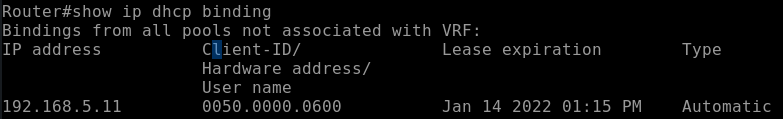 Router#show ip dhcp binding
Bindings from all pools not associated with VRF:
IP address          Client-ID/              Lease expiration        Type
                    Hardware address/
                    User name
192.168.5.11        0050.0000.0600          Jan 14 2022 01:15 PM    Automatic